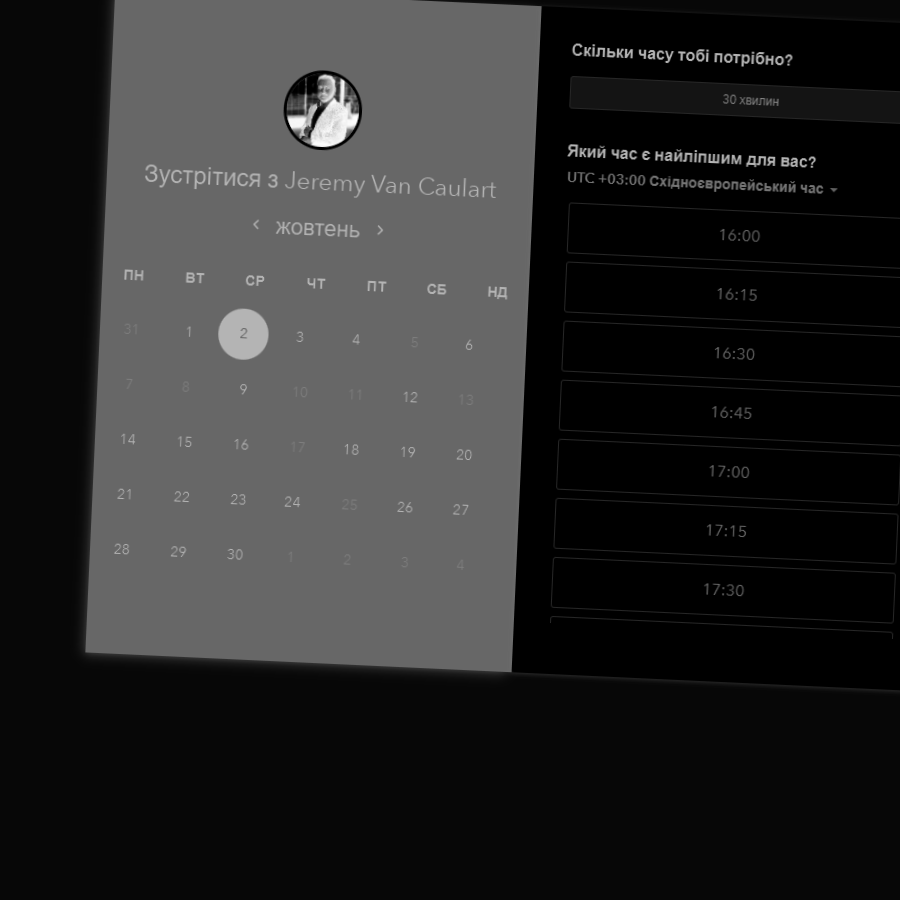 Зустрітися з Jeremy Van Caulart
‹ жовтень ›
ПН ВТ СР ЧТ ПТ СБ НД
31 1 2 3 4 5 6
7 8 9 10 11 12 13
14 15 16 17 18 19 20
21 22 23 24 25 26 27
28 29 30 1 2 3 4
Скільки часу тобі потрібно?
30 хвилин
Який час є найліпшим для вас?
UTC +03:00 Східноєвропейський час
16:00
16:15
16:30
16:45
17:00
17:15
17:30